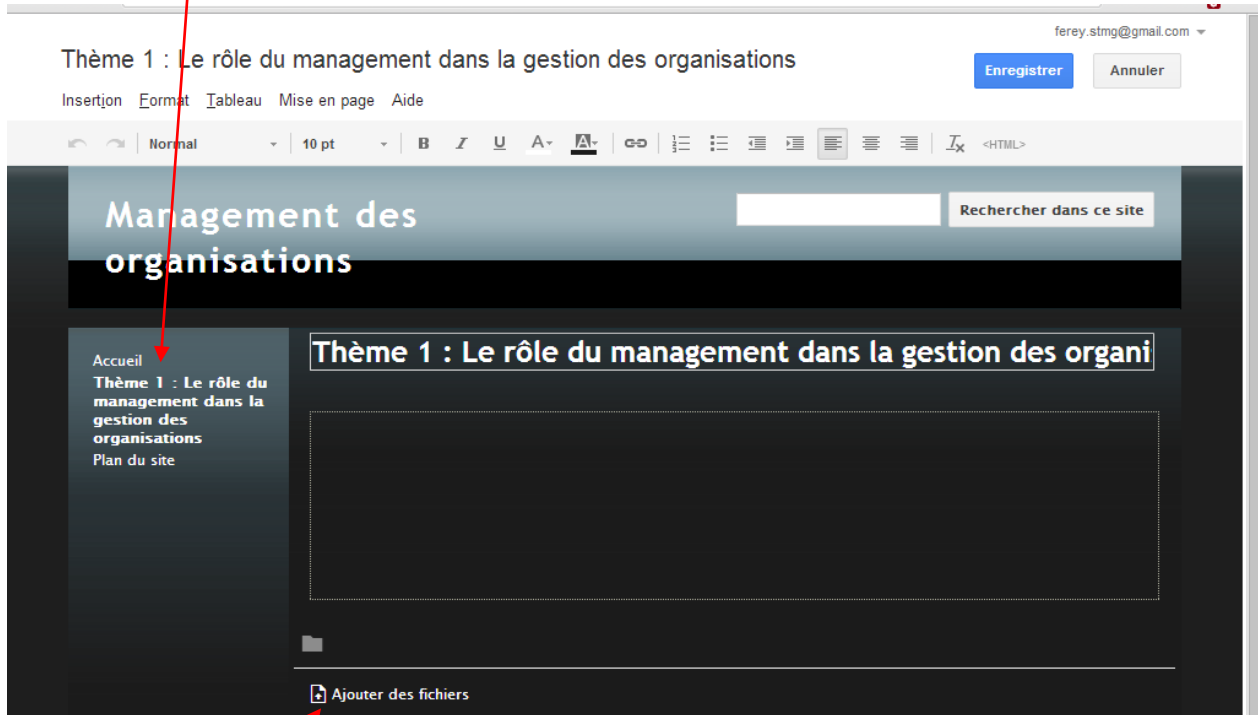 ferey.stmg@gmail.com
Thème 1 : Le rôle du management dans la gestion des organisations
Enregistrer Annuler
Insertion Format Tableau Mise en page Aide
Normal 10 pt B I U A A <HTML>
Management des
organisations
Rechercher dans ce site
Accueil
Thème 1 : Le rôle du
management dans la
gestion des
organisations
Plan du site
Thème 1 : Le rôle du management dans la gestion des organi
Ajouter des fichiers